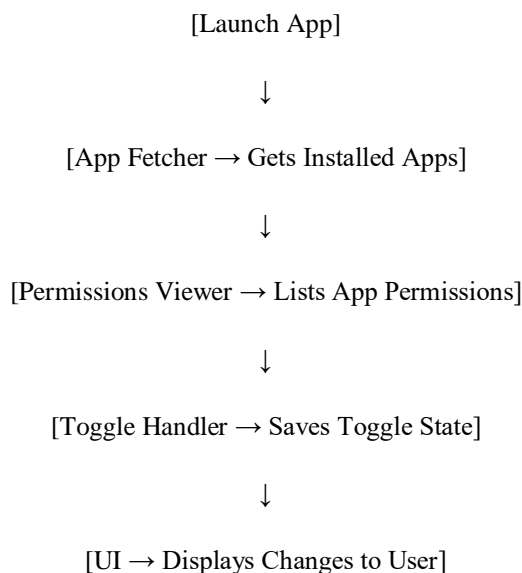 [Launch App]
↓
[App Fetcher → Gets Installed Apps]
↓
[Permissions Viewer → Lists App Permissions]
↓
[Toggle Handler → Saves Toggle State]
↓
[UI → Displays Changes to User]